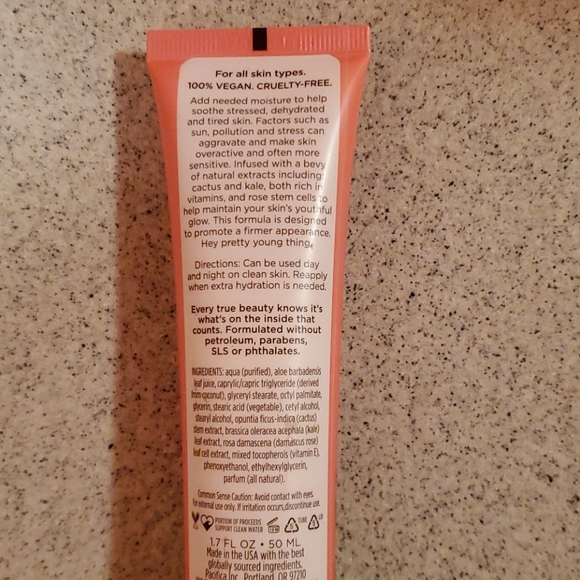 For all skin types.
100% VEGAN. CRUELTY-FREE.
Add needed moisture to help
soothe stressed, dehydrated
and tired skin. Factors such as
sun, pollution and stress can
aggravate and make skin
overactive and often more
sensitive. Infused with a bevy
of natural extracts including
cactus and kale, both rich in
vitamins, and rose stem cells to
help maintain your skin's youthful
glow. This formula is designed
to promote a firmer appearance.
Hey pretty young thing,
Directions: Can be used day
and night on clean skin. Reapply
when extra hydration is needed.
Every true beauty knows it's
what's on the inside that
counts. Formulated without
petroleum, parabens,
SLS or phthalates.
INGREDIENTS: aqua (purified), aloe barbadensis
leaf juice, caprylic/capric triglyceride (derived
from coconut), glyceryl stearate, octyl palmitate,
glycerin, stearic acid (vegetable), cetyl alcohol,
stearyl alcohol, opuntia ficus-indica (cactus)
stem extract, brassica oleracea acephala (kale)
leaf extract, rosa damascena (damascus rose)
leaf cell extract, mixed tocopherols (vitamin E),
phenoxyethanol, ethylhexylglycerin,
parfum (all natural).
Common Sense Caution: Avoid contact with eyes.
For external use only. If irritation occurs, discontinue use.
PORTION OF PROCEEDS
SUPPORT CLEAN WATER
TUBE
LID
1.7 FL OZ • 50 ML
Made in the USA with the best
globally sourced ingredients.
Pacifica Inc. Portland, OR 97210